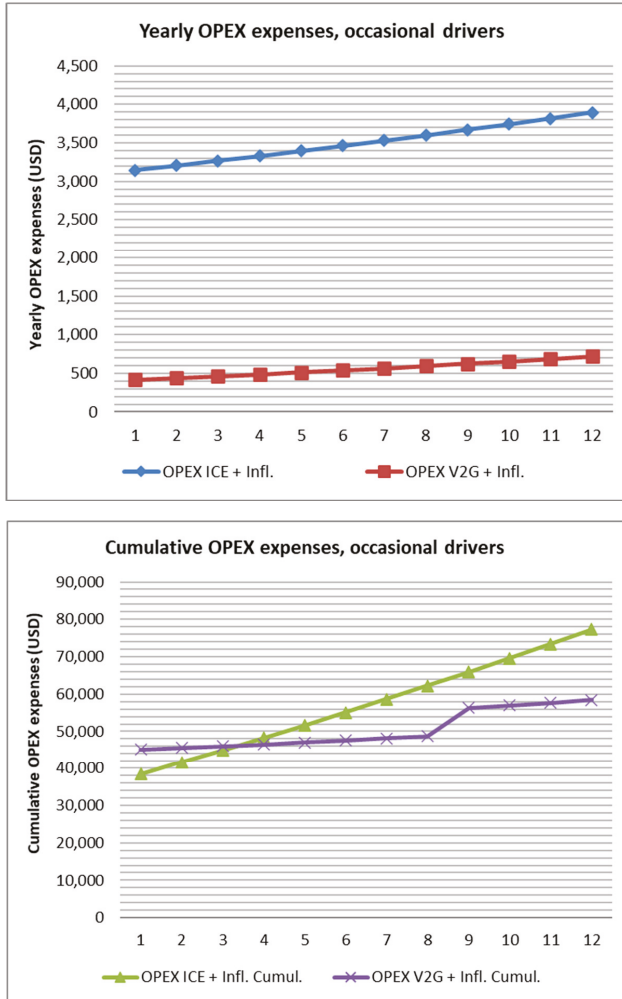 Yearly OPEX expenses, occasional drivers
Yearly OPEX expenses (USD)
4,500
4,000
3,500
3,000
2,500
2,000
1,500
1,000
500
0
1 2 3 4 5 6 7 8 9 10 11 12
OPEX ICE + Infl. OPEX V2G + Infl.
Cumulative OPEX expenses, occasional drivers
Cumulative OPEX expenses (USD)
90,000
80,000
70,000
60,000
50,000
40,000
30,000
20,000
10,000
0
1 2 3 4 5 6 7 8 9 10 11 12
OPEX ICE + Infl. Cumul. OPEX V2G + Infl. Cumul.